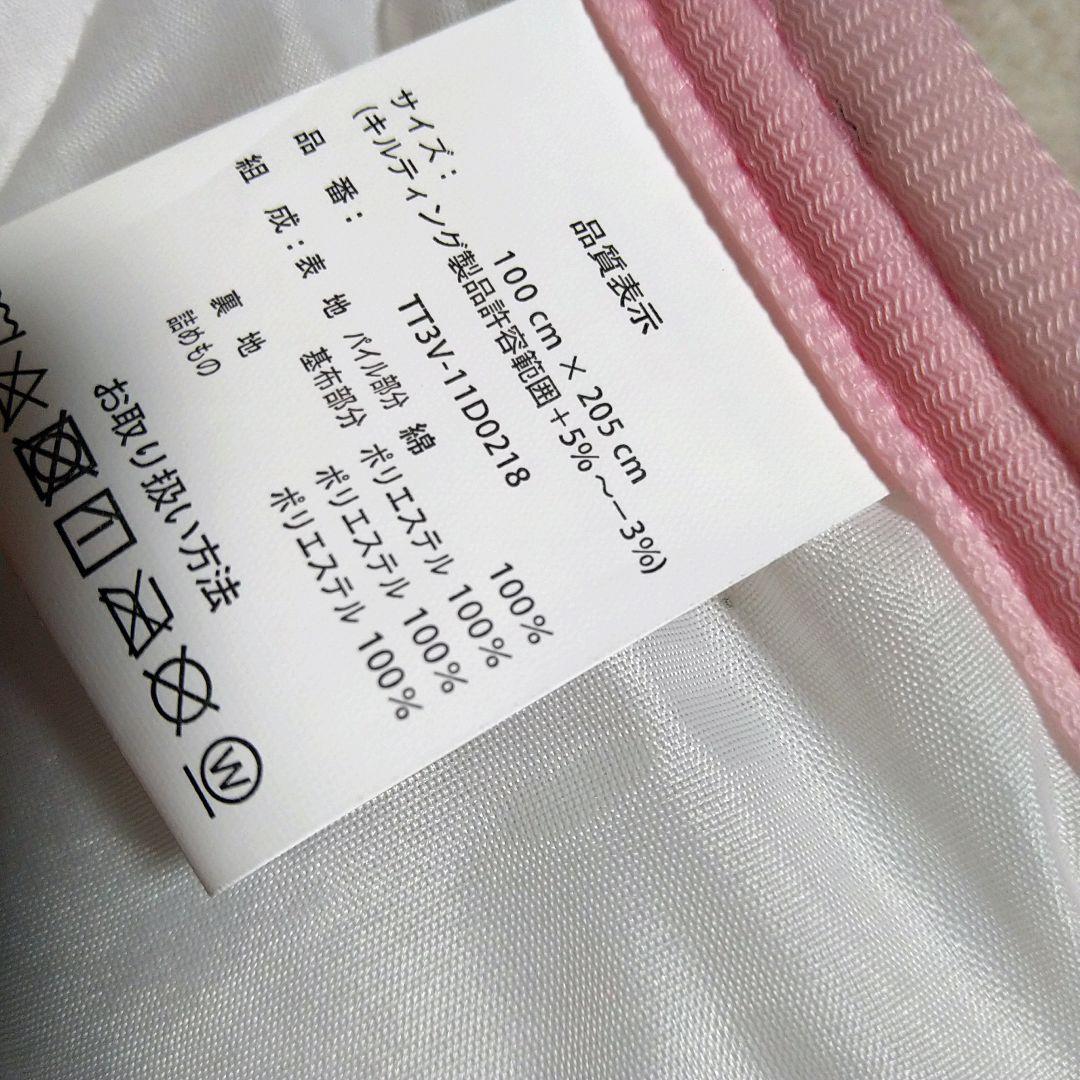 品質表示
サイズ: 100 cm × 205 cm
(キルティング製品許容範囲+5%~-3%)
品 番: TT3V-11D0218
組 成:表 地 パイル部分 綿 100%
基布部分 ポリエステル 100%
裏 地 ポリエステル 100%
詰めもの ポリエステル 100%
お取り扱い方法
W